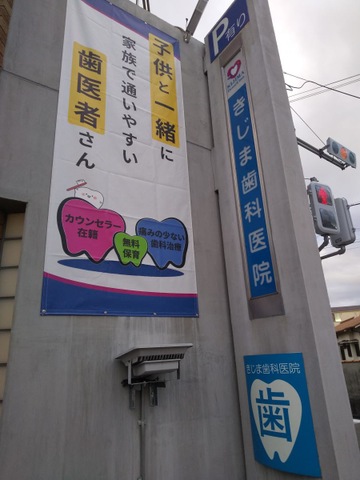 子供と一緒に
家族で通いやすい
歯医者さん
カウンセラー
在籍
無料
保育
痛みの少ない
歯科治療
P
有り
きじま歯科医院
きじま歯科医院
歯